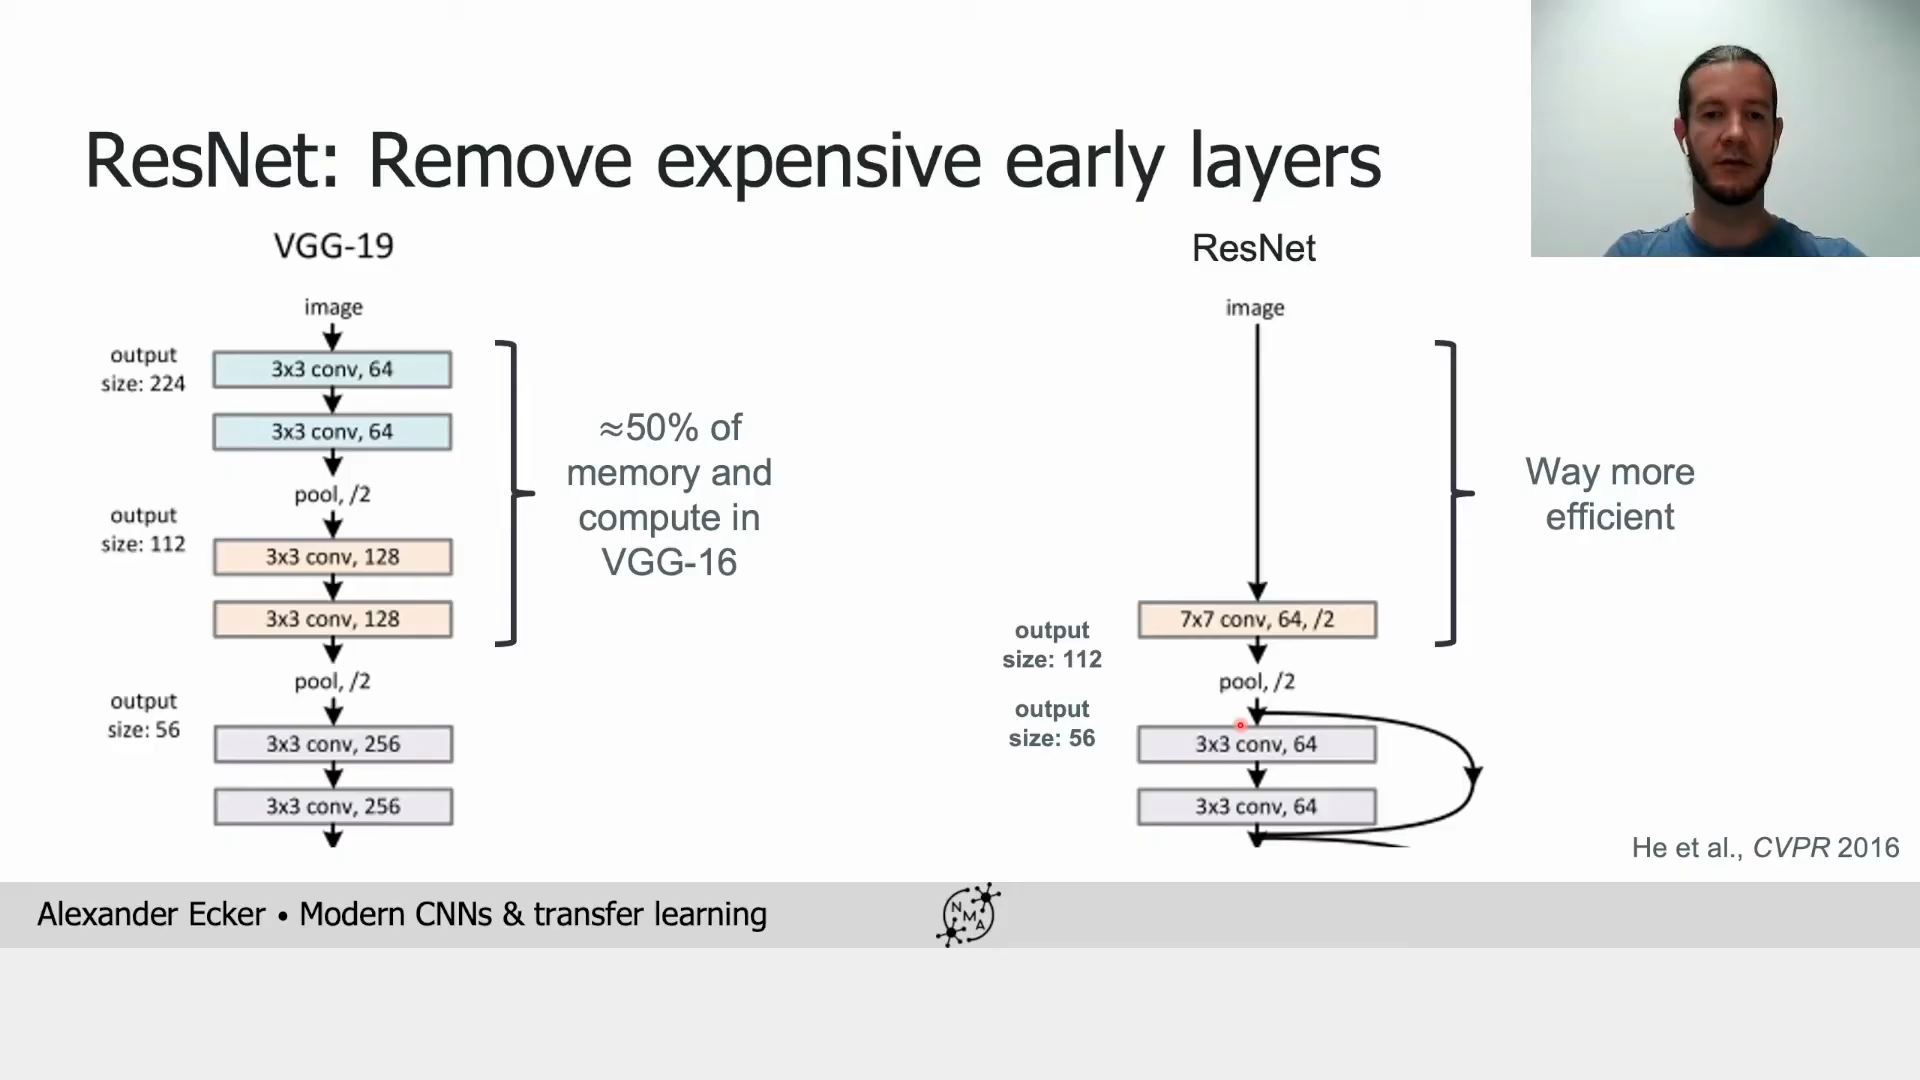 ResNet: Remove expensive early layers
VGG-19
image
output
size: 224
3x3 conv, 64
3x3 conv, 64
pool, /2
output
size: 112
3x3 conv, 128
3x3 conv, 128
pool, /2
output
size: 56
3x3 conv, 256
3x3 conv, 256
≈50% of
memory and
compute in
VGG-16
ResNet
image
7x7 conv, 64, /2
output
size: 112
pool, /2
output
size: 56
3x3 conv, 64
3x3 conv, 64
Way more
efficient
He et al., CVPR 2016
Alexander Ecker • Modern CNNs & transfer learning
N
M
A